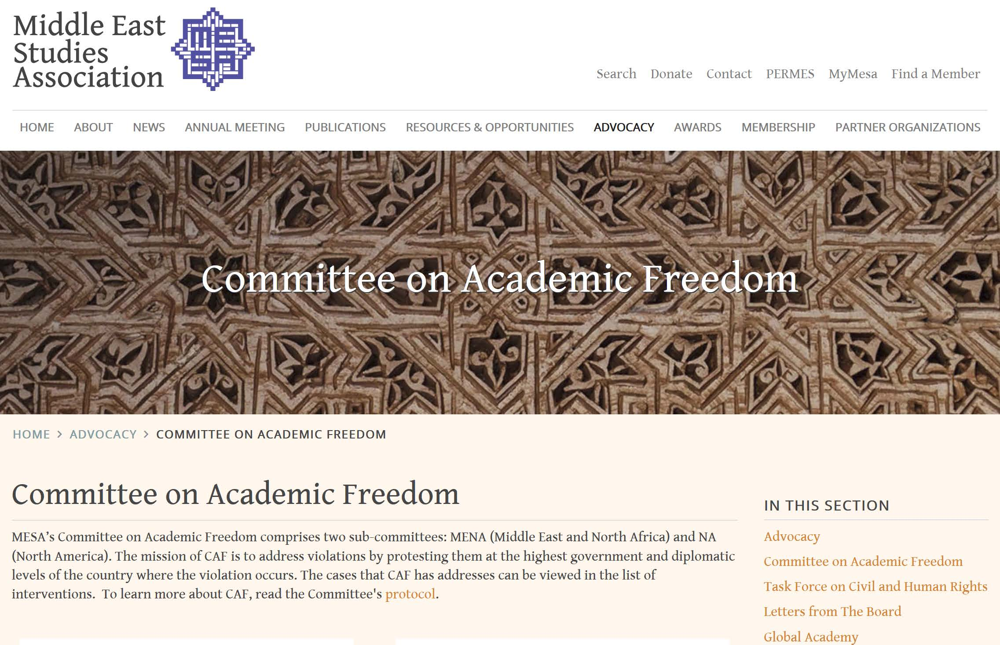 Middle East
Studies
Association
MESA
Search Donate Contact PERMES MyMesa Find a Member
HOME ABOUT NEWS ANNUAL MEETING PUBLICATIONS RESOURCES & OPPORTUNITIES ADVOCACY AWARDS MEMBERSHIP PARTNER ORGANIZATIONS
Committee on Academic Freedom
HOME > ADVOCACY > COMMITTEE ON ACADEMIC FREEDOM
Committee on Academic Freedom
MESA’s Committee on Academic Freedom comprises two sub-committees: MENA (Middle East and North Africa) and NA
(North America). The mission of CAF is to address violations by protesting them at the highest government and diplomatic
levels of the country where the violation occurs. The cases that CAF has addresses can be viewed in the list of
interventions.  To learn more about CAF, read the Committee's protocol.
IN THIS SECTION
Advocacy
Committee on Academic Freedom
Task Force on Civil and Human Rights
Letters from The Board
Global Academy